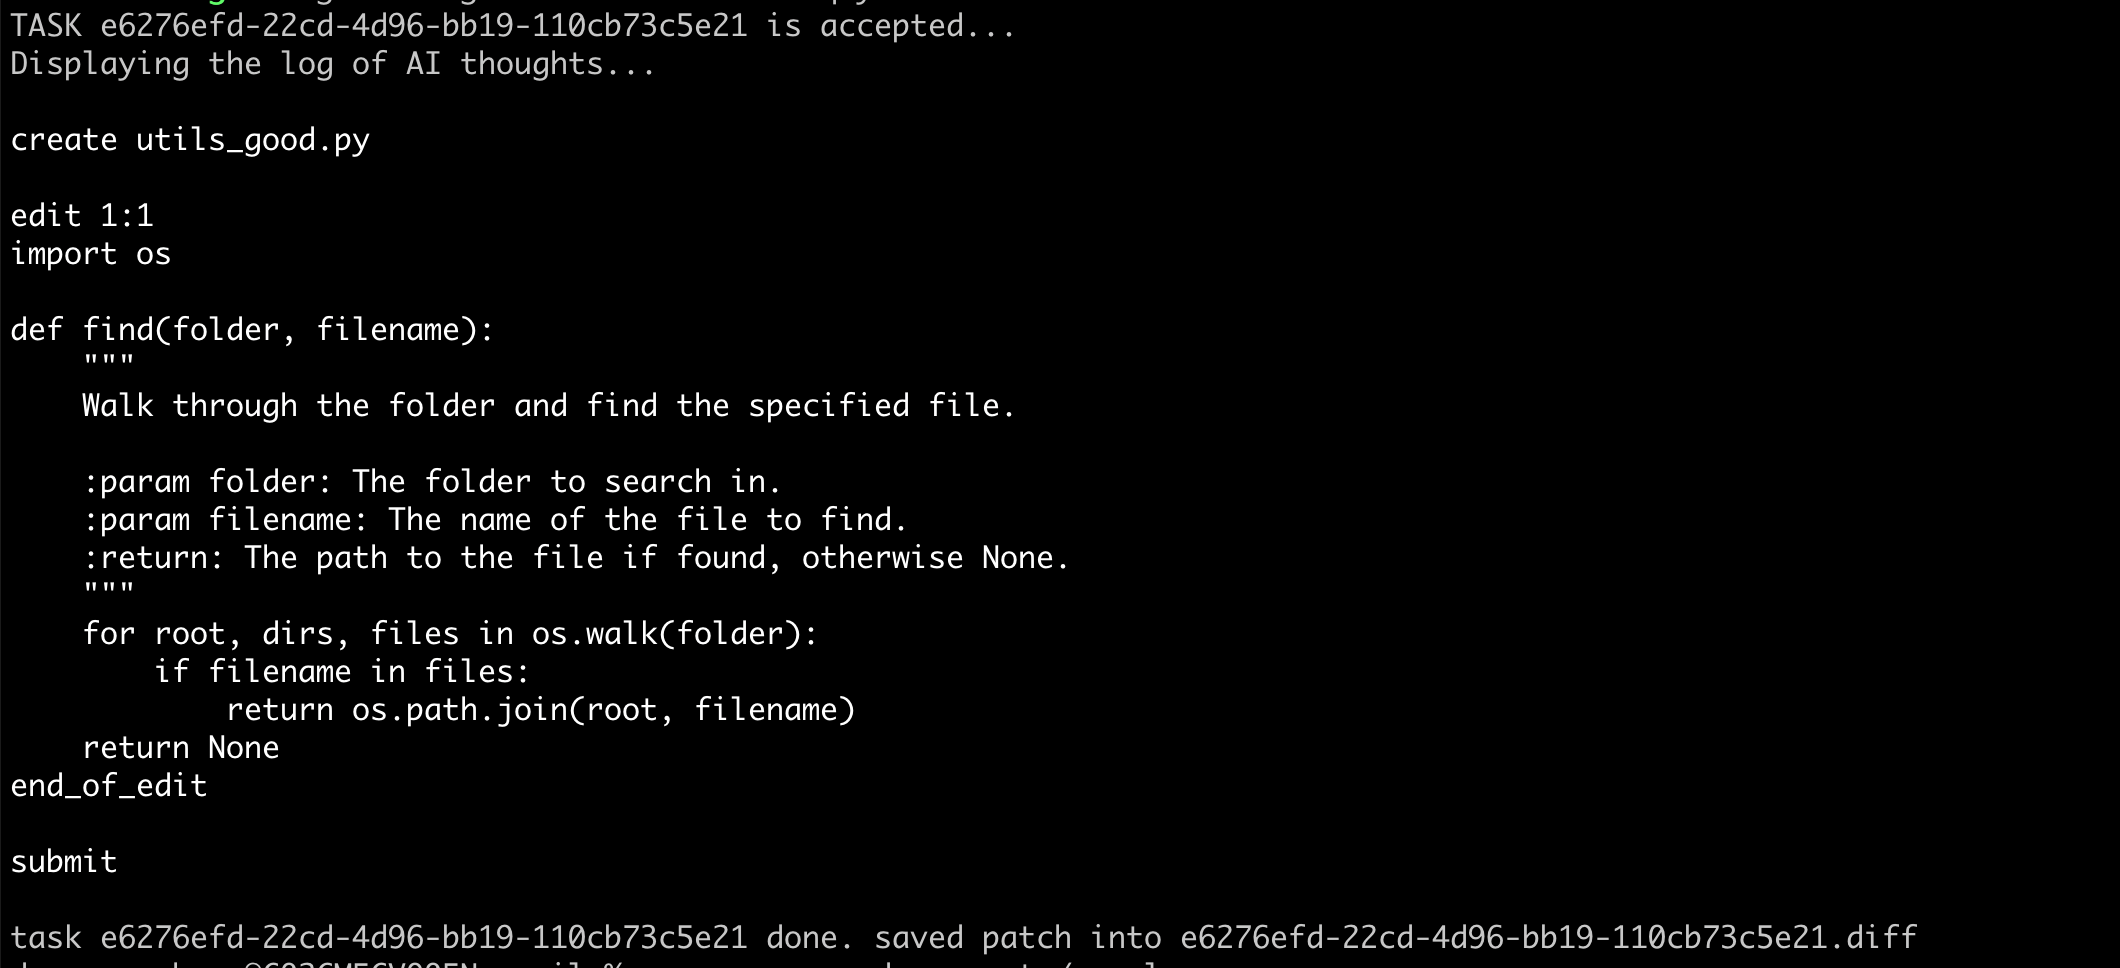 TASK e6276efd-22cd-4d96-bb19-110cb73c5e21 is accepted...
Displaying the log of AI thoughts...
create utils_good.py
edit 1:1
import os
def find(folder, filename):
    """
    Walk through the folder and find the specified file.
    :param folder: The folder to search in.
    :param filename: The name of the file to find.
    :return: The path to the file if found, otherwise None.
    """
    for root, dirs, files in os.walk(folder):
        if filename in files:
            return os.path.join(root, filename)
    return None
end_of_edit
submit
task e6276efd-22cd-4d96-bb19-110cb73c5e21 done. saved patch into e6276efd-22cd-4d96-bb19-110cb73c5e21.diff